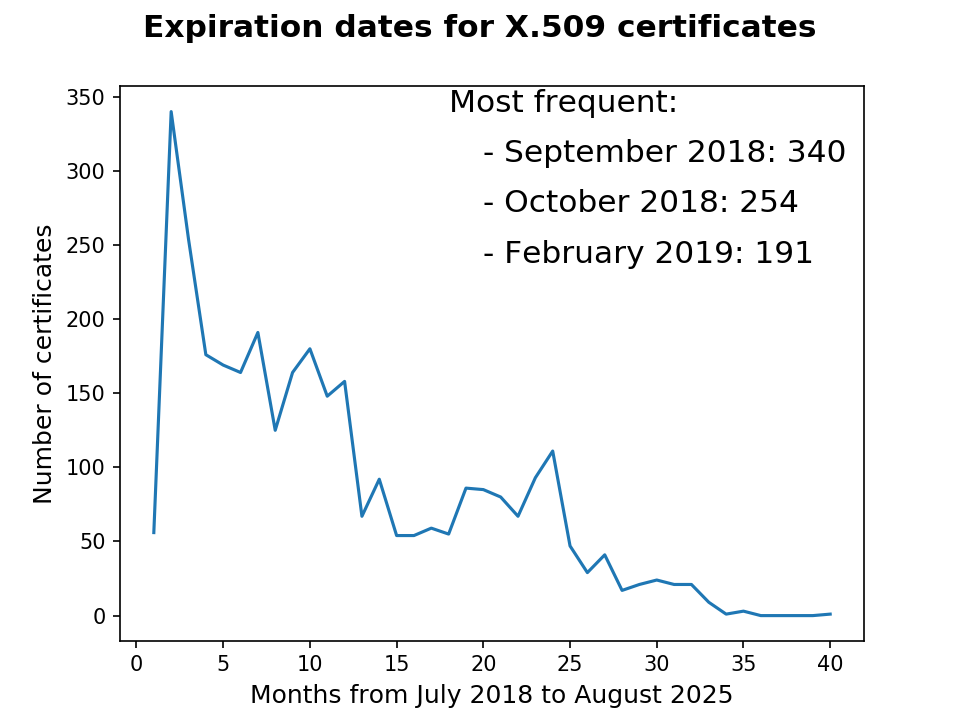 Expiration dates for X.509 certificates
Most frequent:
- September 2018: 340
- October 2018: 254
- February 2019: 191
Number of certificates
350
300
250
200
150
100
50
0
0 5 10 15 20 25 30 35 40
Months from July 2018 to August 2025